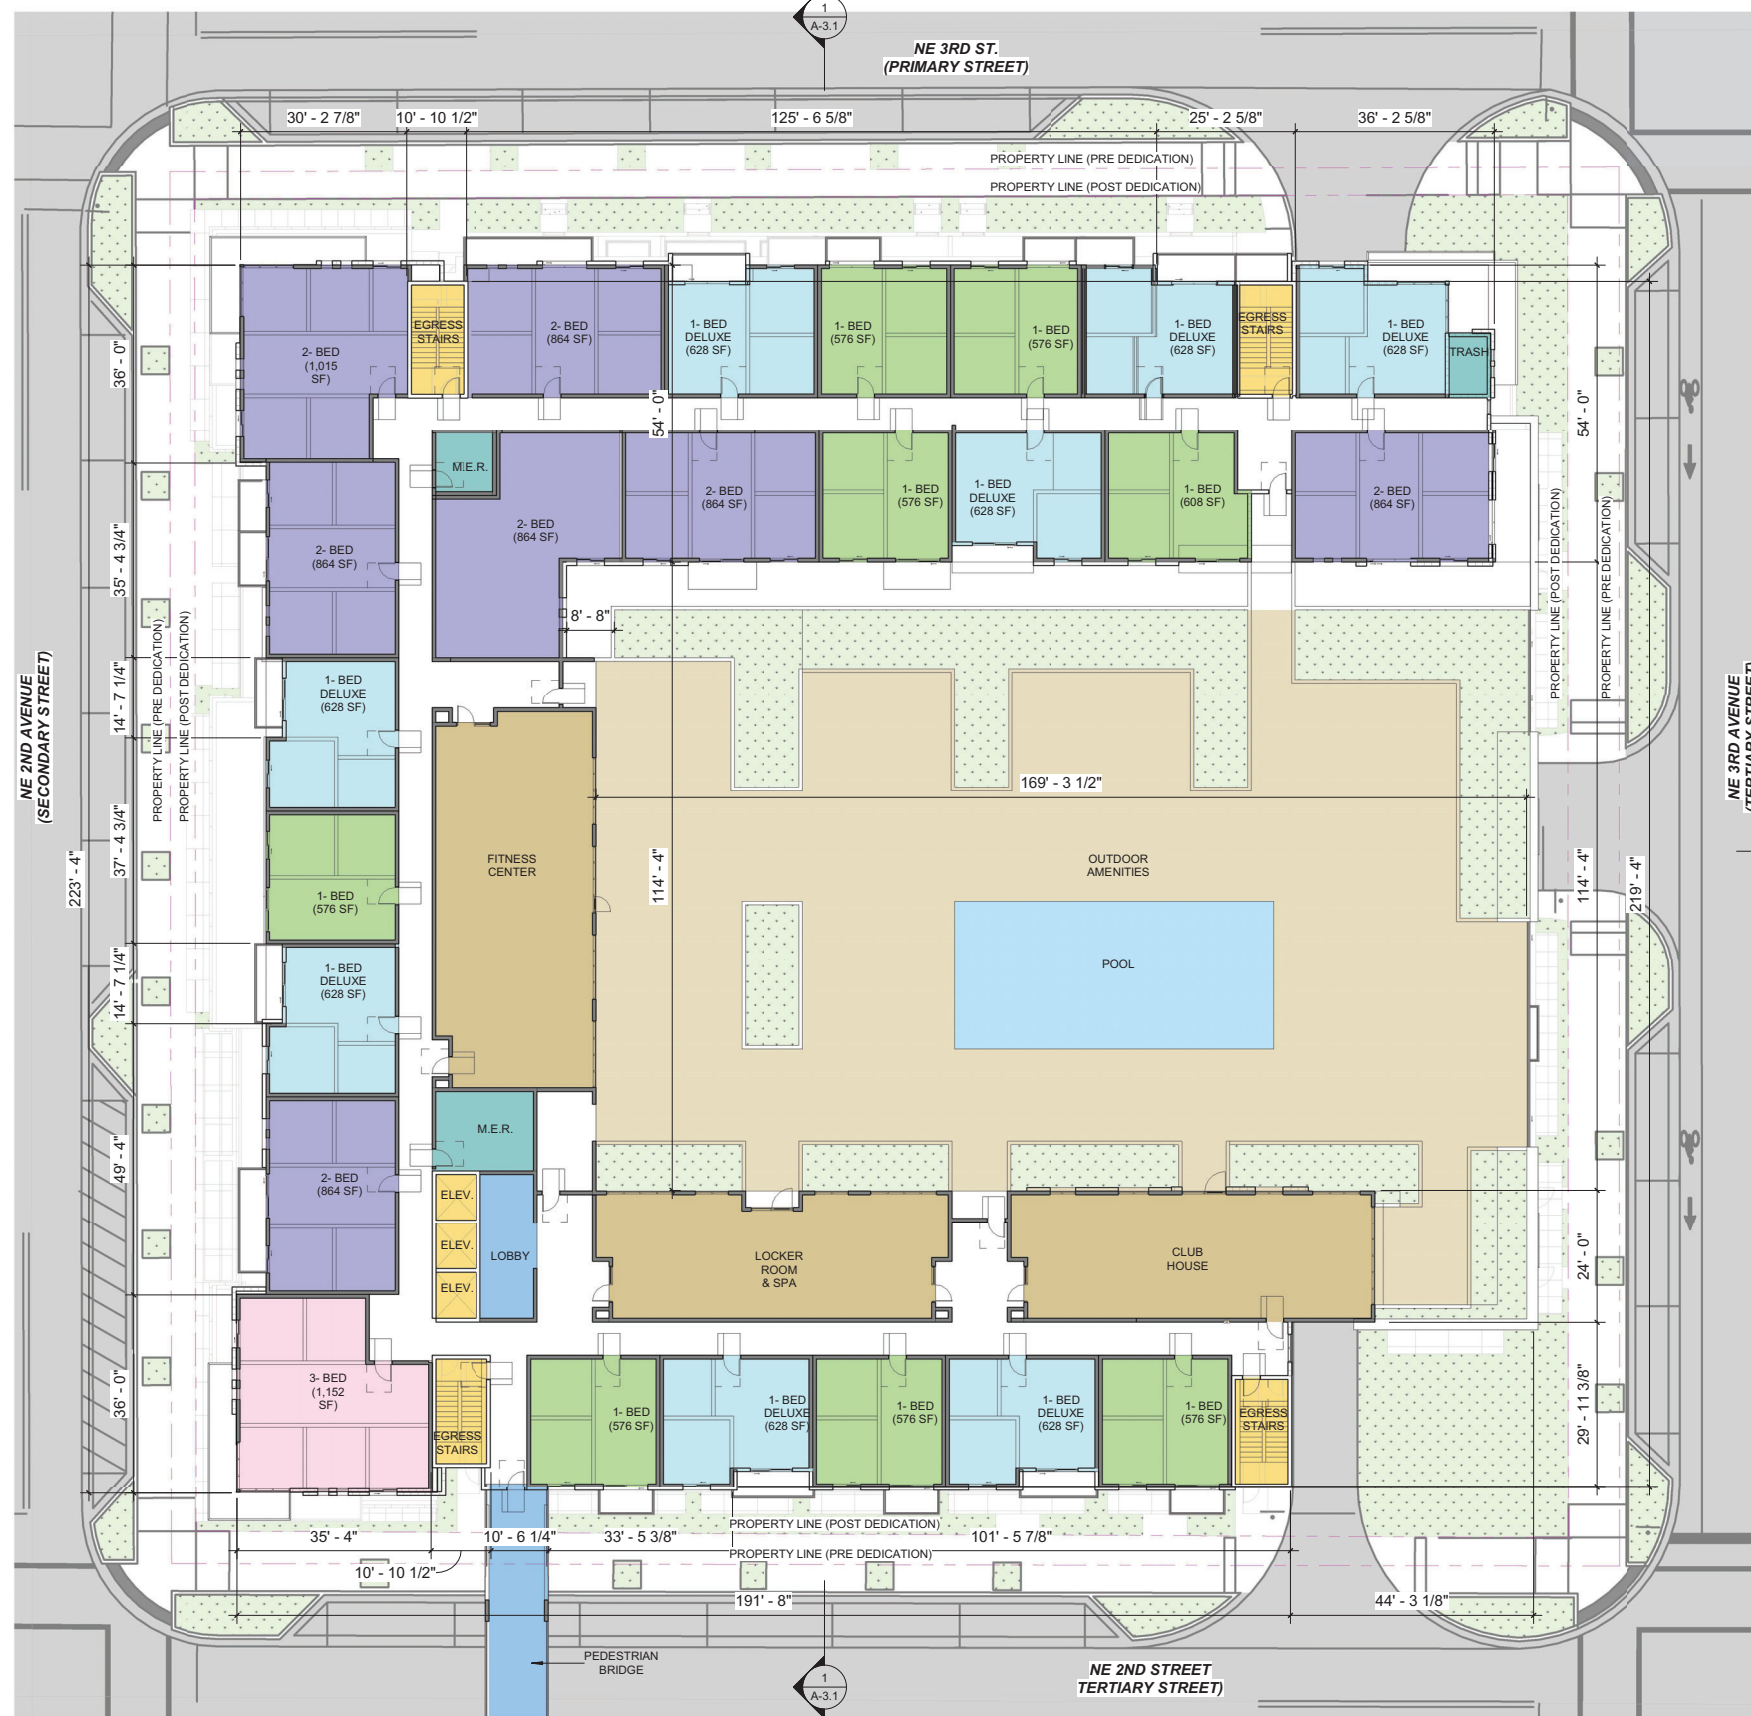 1
A-3.1
NE 3RD ST.
(PRIMARY STREET)
30' - 2 7/8"
10' - 10 1/2"
125' - 6 5/8"
25' - 2 5/8"
36' - 2 5/8"
PROPERTY LINE (PRE DEDICATION)
PROPERTY LINE (POST DEDICATION)
EGRESS
STAIRS
2- BED
(1,015
SF)
2- BED
(864 SF)
1- BED
DELUXE
(628 SF)
1- BED
(576 SF)
1- BED
(576 SF)
1- BED
DELUXE
(628 SF)
EGRESS
STAIRS
1- BED
DELUXE
(628 SF)
TRASH
36' - 0"
54' - 0"
54' - 0"
M.E.R.
2- BED
(864 SF)
2- BED
(864 SF)
1- BED
(576 SF)
1- BED
DELUXE
(628 SF)
1- BED
(608 SF)
2- BED
(864 SF)
2- BED
(864 SF)
35' - 4 3/4"
8' - 8"
PROPERTY LINE (POST DEDICATION)
PROPERTY LINE (PRE DEDICATION)
PROPERTY LINE (PRE DEDICATION)
PROPERTY LINE (POST DEDICATION)
NE 2ND AVENUE
(SECONDARY STREET)
NE 3RD AVENUE
(TERTIARY STREET)
14' - 7 1/4"
1- BED
DELUXE
(628 SF)
169' - 3 1/2"
37' - 4 3/4"
223' - 4"
FITNESS
CENTER
114' - 4"
OUTDOOR
AMENITIES
114' - 4"
219' - 4"
1- BED
(576 SF)
POOL
14' - 7 1/4"
1- BED
DELUXE
(628 SF)
49' - 4"
M.E.R.
2- BED
(864 SF)
ELEV.
ELEV.
ELEV.
LOBBY
LOCKER
ROOM
& SPA
CLUB
HOUSE
24' - 0"
36' - 0"
3- BED
(1,152
SF)
EGRESS
STAIRS
1- BED
(576 SF)
1- BED
DELUXE
(628 SF)
1- BED
(576 SF)
1- BED
DELUXE
(628 SF)
1- BED
(576 SF)
EGRESS
STAIRS
29' - 11 3/8"
PROPERTY LINE (POST DEDICATION)
35' - 4"
10' - 6 1/4"
33' - 5 3/8"
101' - 5 7/8"
PROPERTY LINE (PRE DEDICATION)
10' - 10 1/2"
191' - 8"
44' - 3 1/8"
PEDESTRIAN
BRIDGE
NE 2ND STREET
TERTIARY STREET)
1
A-3.1